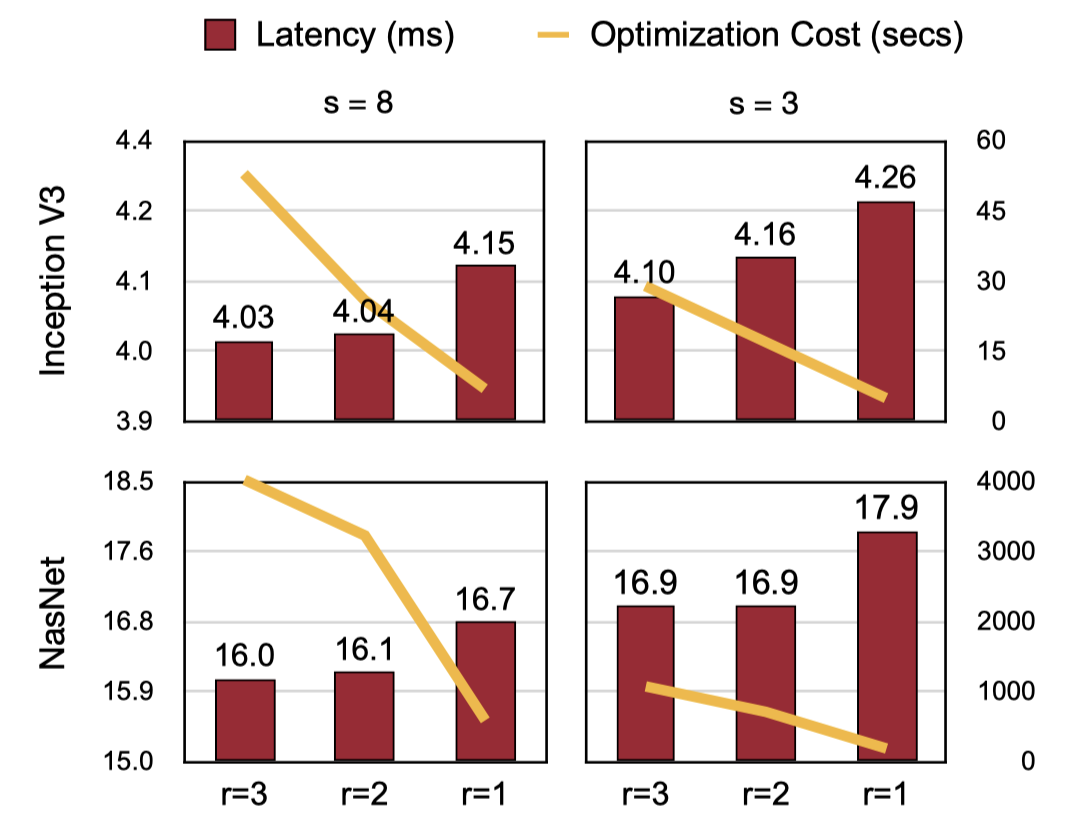 Latency (ms) Optimization Cost (secs)
s = 8 s = 3
Inception V3
4.4 60
4.2 45
4.1 30
4.0 15
3.9 0
4.03 4.04 4.15
4.10 4.16 4.26
NasNet
18.5 4000
17.6 3000
16.8 2000
15.9 1000
15.0 0
16.0 16.1 16.7
16.9 16.9 17.9
r=3 r=2 r=1 r=3 r=2 r=1